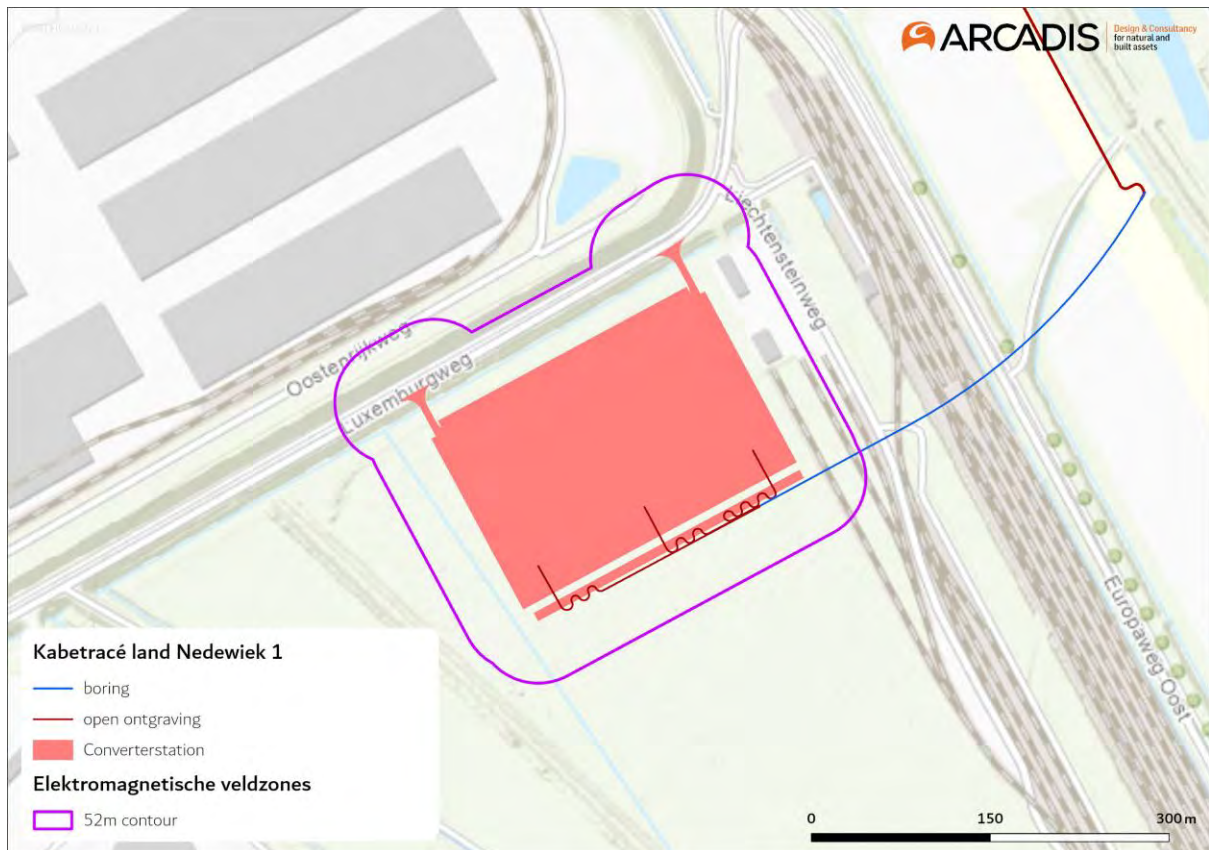 ARCADIS
Design & Consultancy
for natural and
built assets
Liechtensteinweg
Oostenrijkweg
Luxemburgweg
Europaweg Oost
Kabetracé land Nedewiek 1
boring
open ontgraving
Converterstation
Elektromagnetische veldzones
52m contour
0 150 300 m